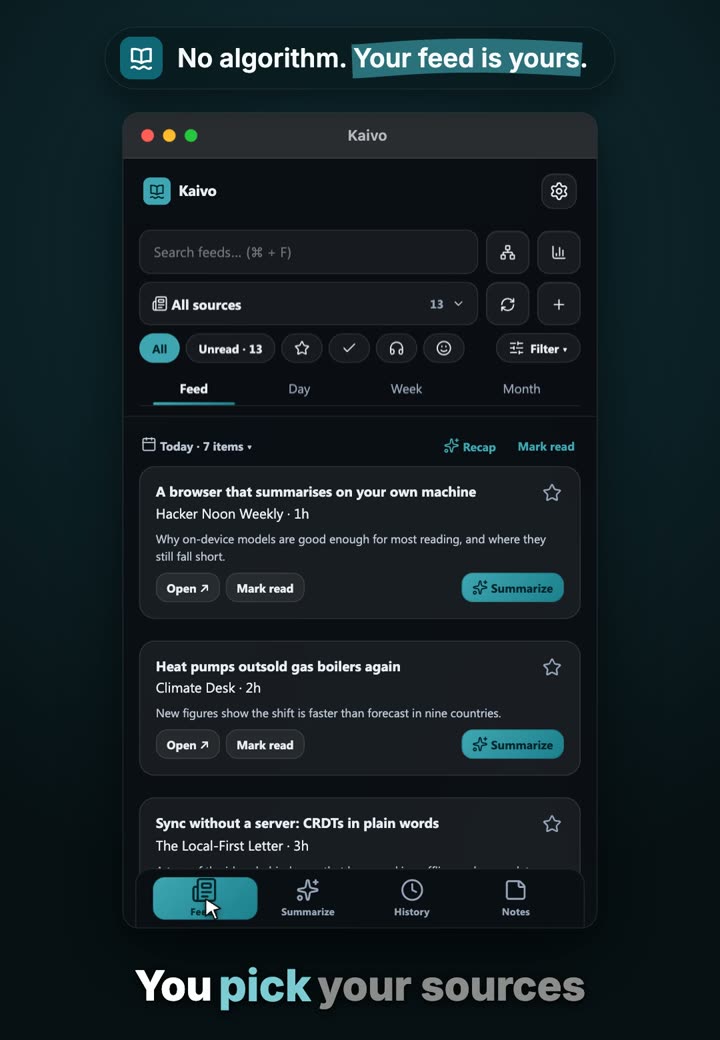 No algorithm. Your feed is yours.
Kaivo
Kaivo
Search feeds... (⌘ + F)
All sources 13
All Unread · 13 Filter ▾
Feed Day Week Month
Today · 7 items ▾ Recap Mark read
A browser that summarises on your own machine
Hacker Noon Weekly · 1h
Why on-device models are good enough for most reading, and where they
still fall short.
Open ↗ Mark read Summarize
Heat pumps outsold gas boilers again
Climate Desk · 2h
New figures show the shift is faster than forecast in nine countries.
Open ↗ Mark read Summarize
Sync without a server: CRDTs in plain words
The Local-First Letter · 3h
Summarize History Notes
You pick your sources